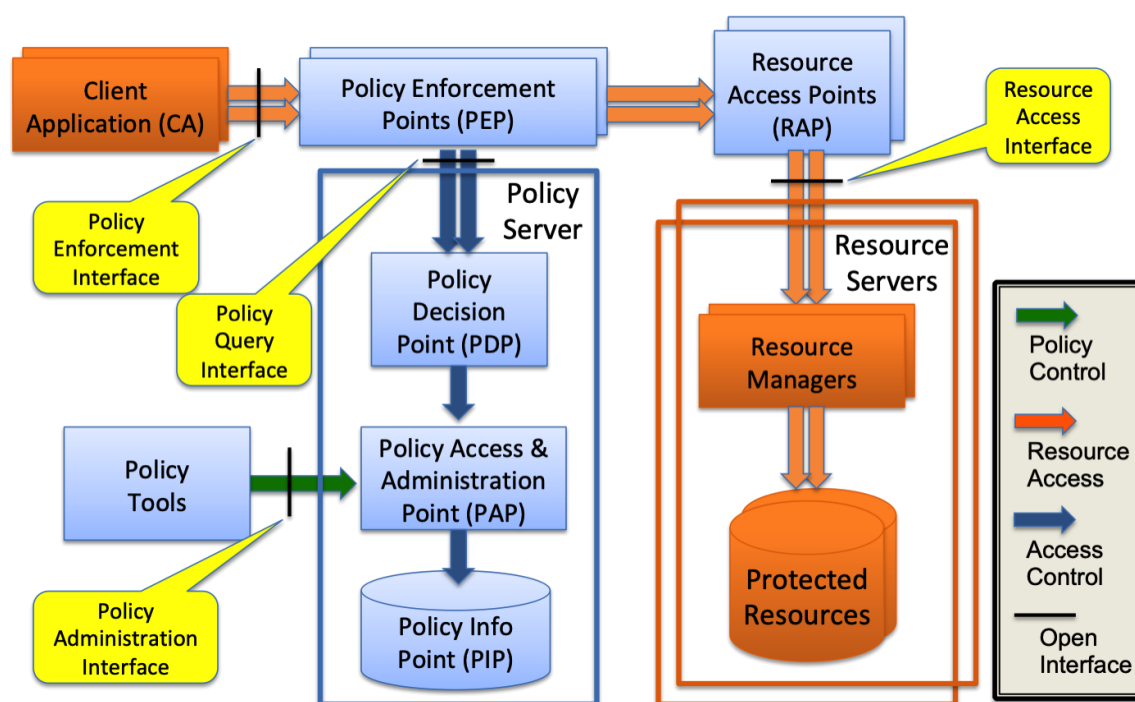 Client
Application (CA)
Policy Enforcement
Points (PEP)
Resource
Access Points
(RAP)
Resource
Access
Interface
Policy
Enforcement
Interface
Policy
Server
Policy
Query
Interface
Policy
Decision
Point (PDP)
Resource
Servers
Resource
Managers
Policy
Tools
Policy Access &
Administration
Point (PAP)
Policy
Administration
Interface
Policy Info
Point (PIP)
Protected
Resources
Policy
Control
Resource
Access
Access
Control
Open
Interface